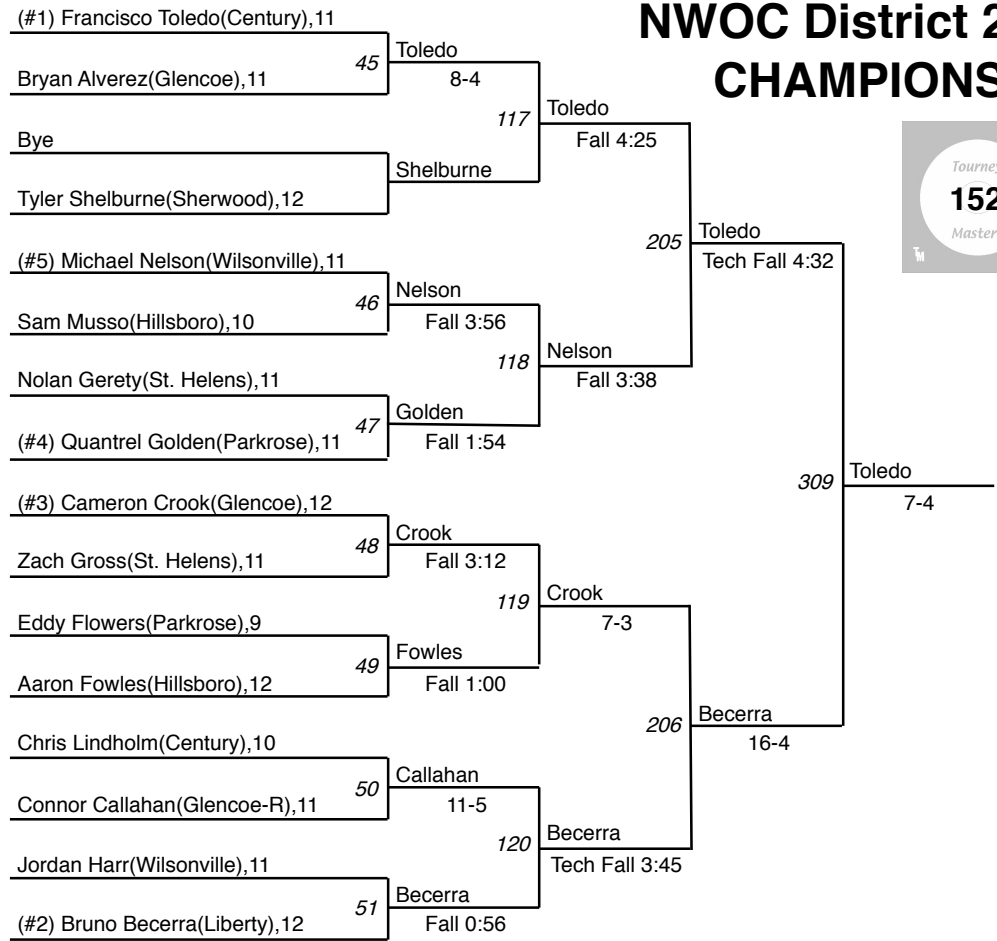 NWOC District 2
CHAMPIONS
Tourney
152
Master
TM
(#1) Francisco Toledo(Century),11
45
Toledo
8-4
Bryan Alverez(Glencoe),11
117
Toledo
Fall 4:25
Bye
Shelburne
Tyler Shelburne(Sherwood),12
205
Toledo
Tech Fall 4:32
(#5) Michael Nelson(Wilsonville),11
46
Nelson
Fall 3:56
Sam Musso(Hillsboro),10
118
Nelson
Fall 3:38
Nolan Gerety(St. Helens),11
47
Golden
Fall 1:54
(#4) Quantrel Golden(Parkrose),11
309
Toledo
7-4
(#3) Cameron Crook(Glencoe),12
48
Crook
Fall 3:12
Zach Gross(St. Helens),11
119
Crook
7-3
Eddy Flowers(Parkrose),9
49
Fowles
Fall 1:00
Aaron Fowles(Hillsboro),12
206
Becerra
16-4
Chris Lindholm(Century),10
50
Callahan
11-5
Connor Callahan(Glencoe-R),11
120
Becerra
Tech Fall 3:45
Jordan Harr(Wilsonville),11
51
Becerra
Fall 0:56
(#2) Bruno Becerra(Liberty),12